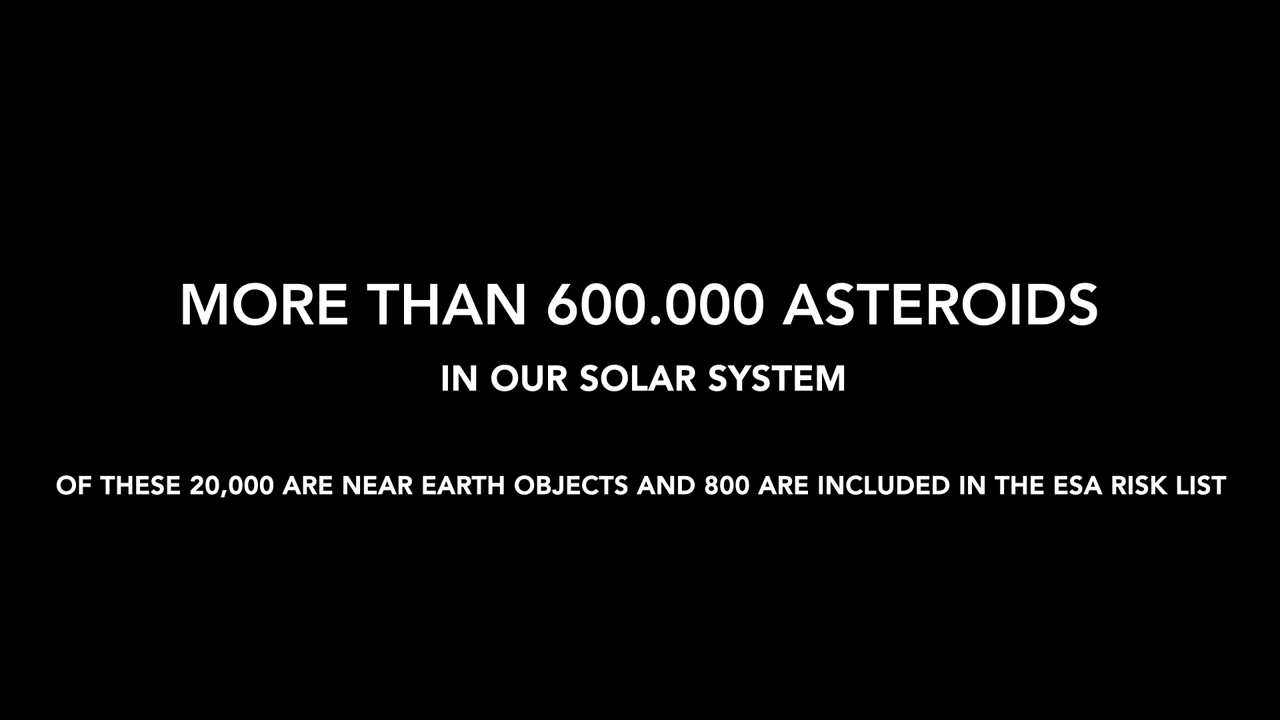 MORE THAN 600.000 ASTEROIDS
IN OUR SOLAR SYSTEM
OF THESE 20,000 ARE NEAR EARTH OBJECTS AND 800 ARE INCLUDED IN THE ESA RISK LIST